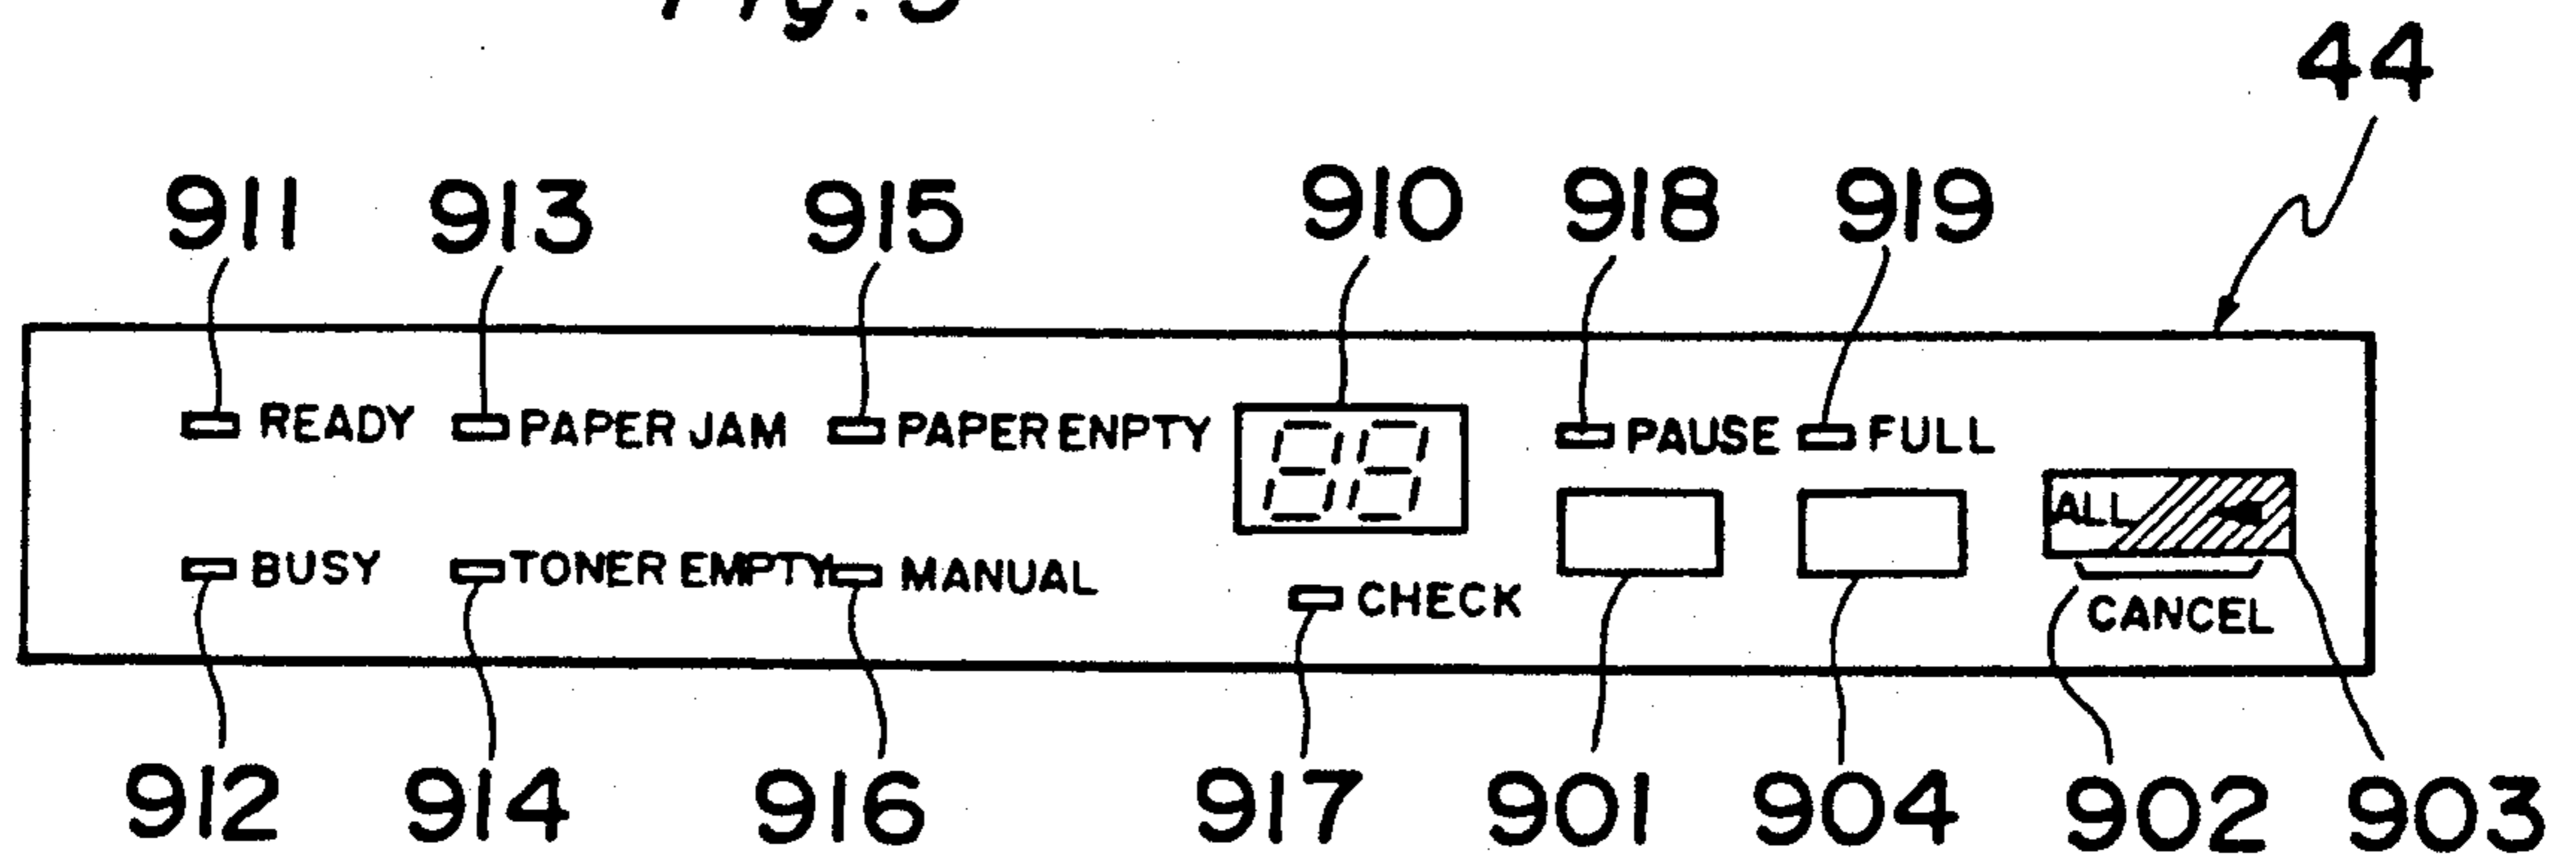 44
911 913 915 910 918 919
READY PAPER JAM PAPER ENPTY PAUSE FULL
88
ALL
BUSY TONER EMPTY MANUAL CHECK CANCEL
912 914 916 917 901 904 902 903